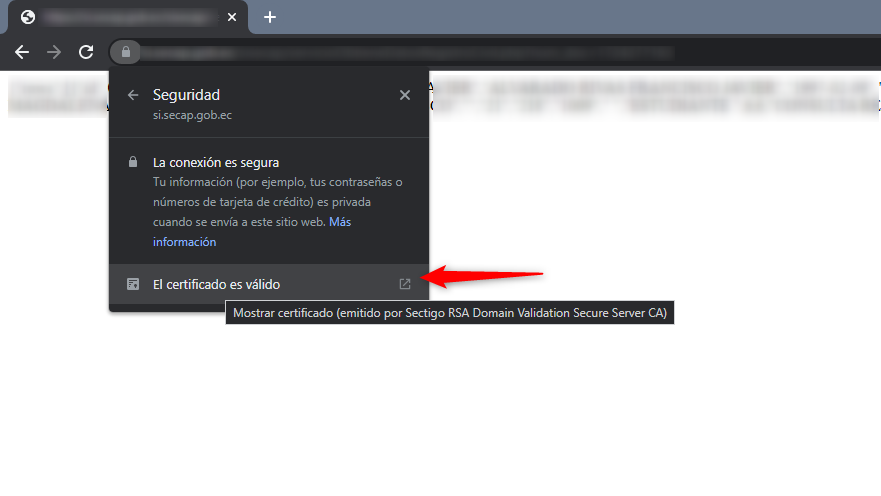 Seguridad
si.secap.gob.ec
La conexión es segura
Tu información (por ejemplo, tus contraseñas o
números de tarjeta de crédito) es privada
cuando se envía a este sitio web. Más
información
El certificado es válido
Mostrar certificado (emitido por Sectigo RSA Domain Validation Secure Server CA)